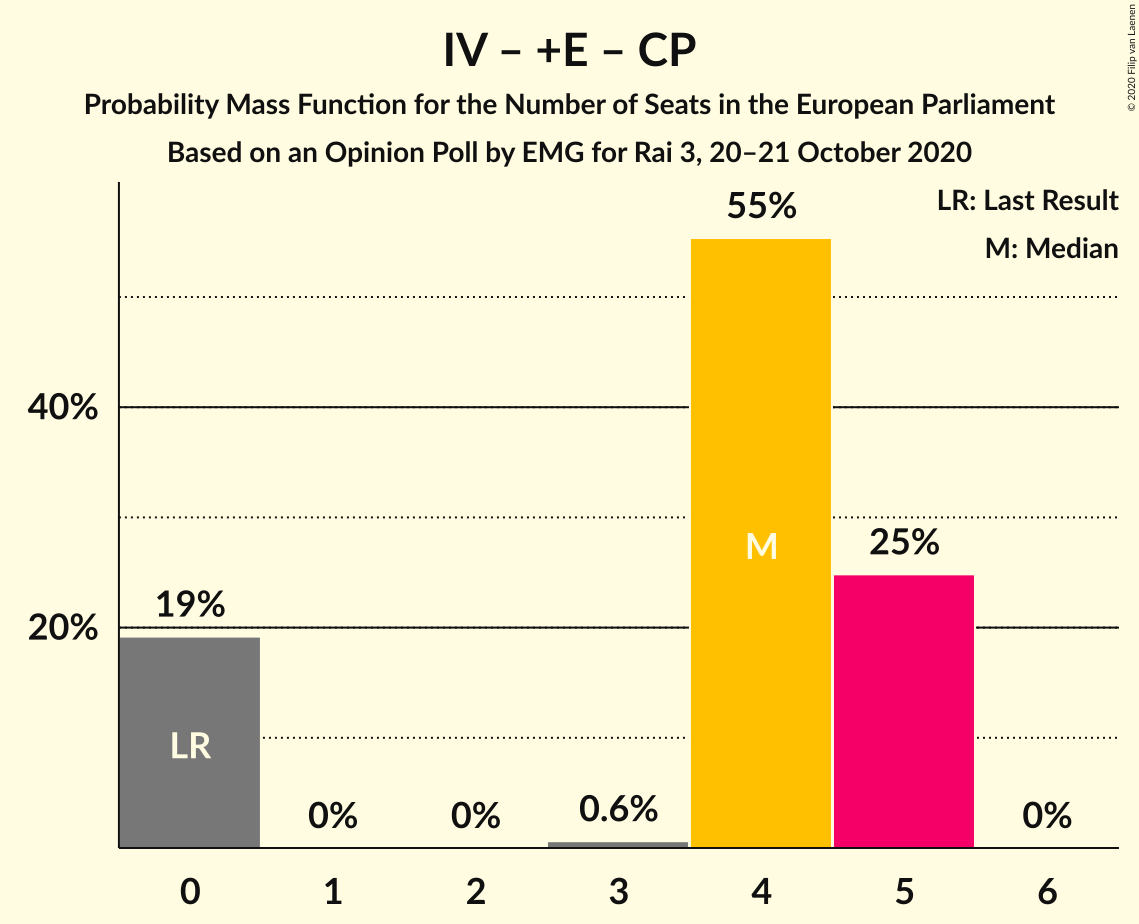 IV – +E – CP
Probability Mass Function for the Number of Seats in the European Parliament
Based on an Opinion Poll by EMG for Rai 3, 20–21 October 2020
© 2020 Filip van Laenen
LR: Last Result
M: Median
55%
40%
M
25%
19%
20%
LR
0%
0%
0.6%
0%
0
1
2
3
4
5
6